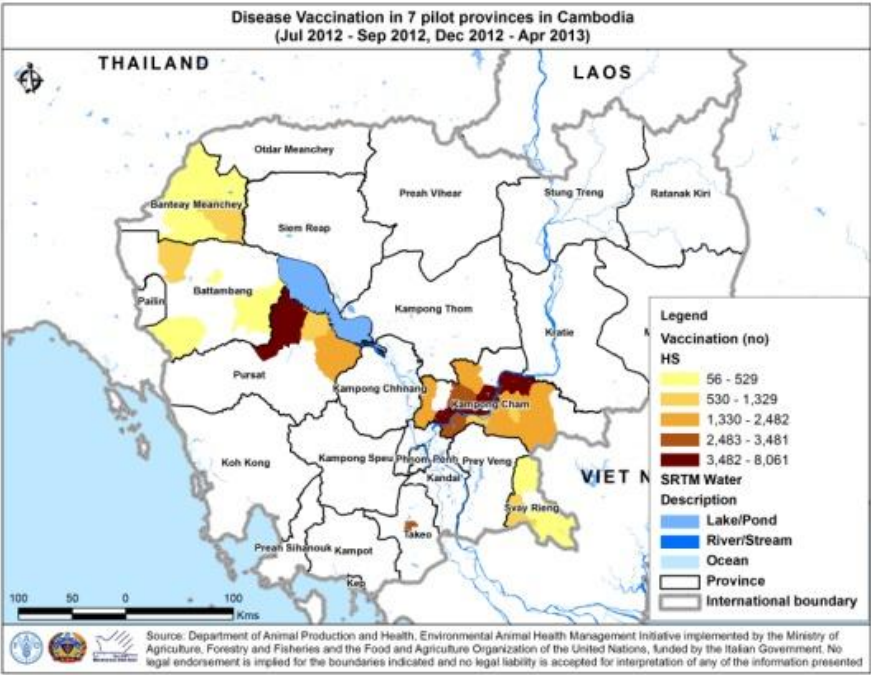 Disease Vaccination in 7 pilot provinces in Cambodia
(Jul 2012 - Sep 2012, Dec 2012 - Apr 2013)
THAILAND
LAOS
Otdar Meanchey
Preah Vihear
Stung Treng
Ratanak Kiri
Banteay Meanchey
Siem Reap
Battambang
Pailin
Kampong Thom
Kratie
M
Pursat
Kampong Chhnang
Kampong Cham
Koh Kong
Kampong Speu
Phnom Penh
Prey Veng
Kandal
VIET N
Svay Rieng
Takeo
Preah Sihanouk
Kampot
Kep
Legend
Vaccination (no)
HS
56 - 529
530 - 1,329
1,330 - 2,482
2,483 - 3,481
3,482 - 8,061
SRTM Water
Description
Lake/Pond
River/Stream
Ocean
Province
International boundary
100 50 0 100
Kms
Source: Department of Animal Production and Health, Environmental Animal Health Management Initiative implemented by the Ministry of
Agriculture, Forestry and Fisheries and the Food and Agriculture Organization of the United Nations, funded by the Italian Government. No
legal endorsement is implied for the boundaries indicated and no legal liability is accepted for interpretation of any of the information presented